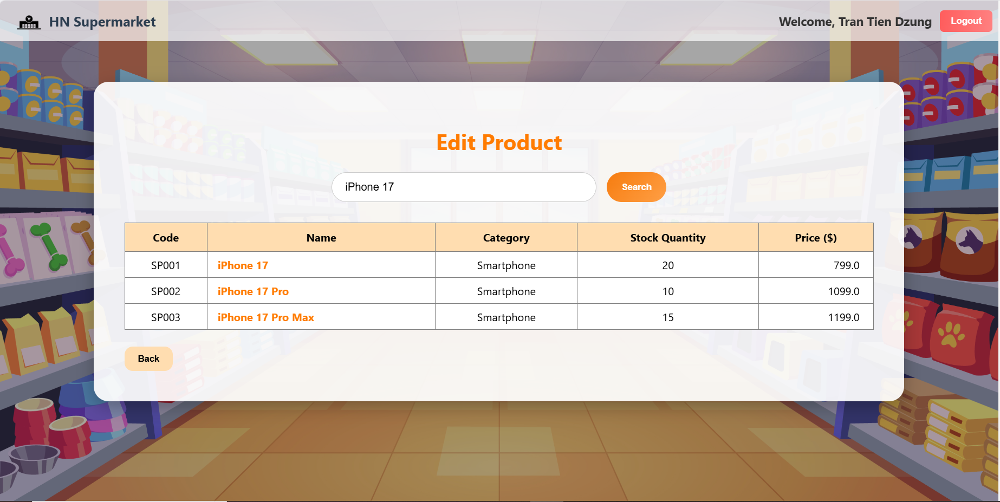 HN Supermarket
Welcome, Tran Tien Dzung
Logout
Edit Product
iPhone 17
Search
Code Name Category Stock Quantity Price ($)
SP001 iPhone 17 Smartphone 20 799.0
SP002 iPhone 17 Pro Smartphone 10 1099.0
SP003 iPhone 17 Pro Max Smartphone 15 1199.0
Back